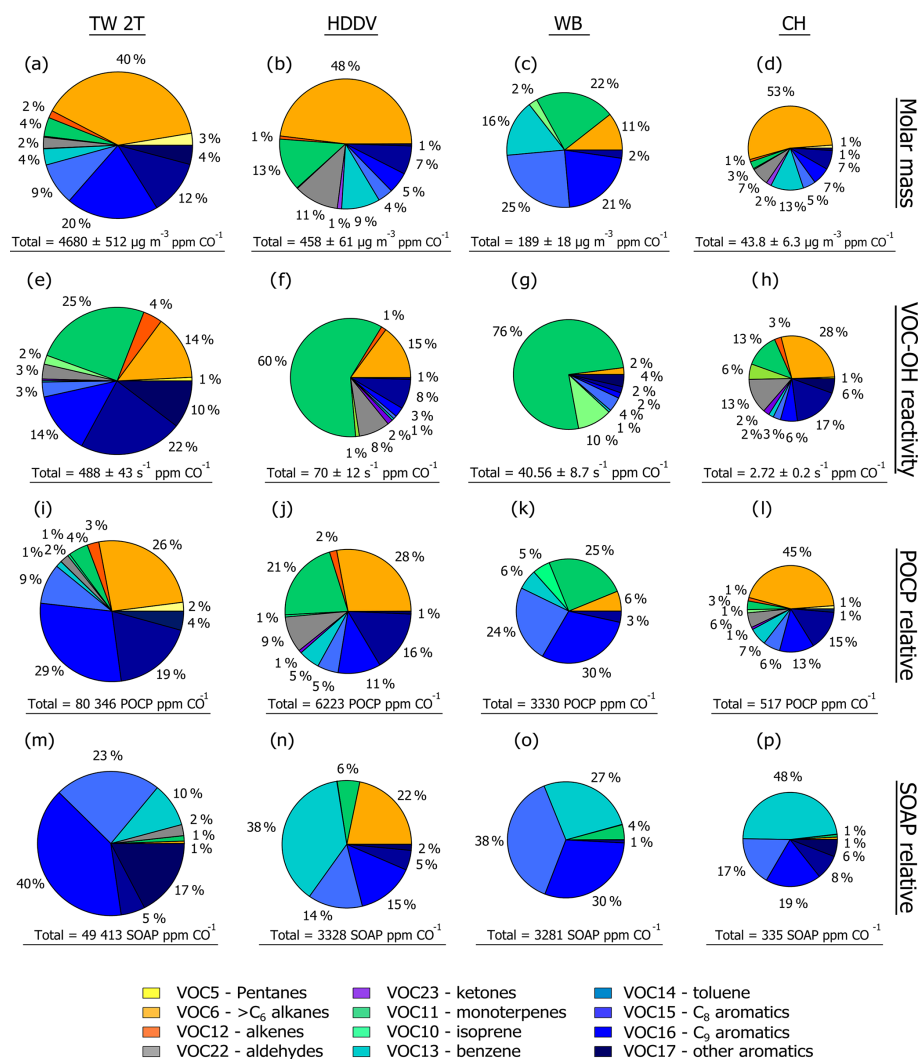 TW 2T HDDV WB CH
(a) (b) (c) (d)
40 % 48 % 2 % 22 % 53 %
2 % 4 % 2 % 4 % 9 % 20 % 12 % 4 % 3 %
1 % 13 % 11 % 1 % 9 % 4 % 5 % 7 % 1 %
16 % 25 % 21 % 2 % 11 %
1 % 3 % 7 % 2 % 13 % 5 % 7 % 7 % 1 % 1 %
Total = 4680 ± 512 µg m-3 ppm CO-1 Total = 458 ± 61 µg m-3 ppm CO-1 Total = 189 ± 18 µg m-3 ppm CO-1 Total = 43.8 ± 6.3 µg m-3 ppm CO-1
Molar mass
(e) (f) (g) (h)
25 % 4 % 14 % 1 % 10 % 22 % 14 % 3 % 3 % 2 %
60 % 1 % 15 % 1 % 8 % 3 % 1 % 2 % 8 % 1 %
76 % 2 % 4 % 2 % 2 % 4 % 1 % 10 %
3 % 28 % 1 % 6 % 17 % 6 % 3 % 2 % 2 % 13 % 6 % 13 %
Total = 488 ± 43 s-1 ppm CO-1 Total = 70 ± 12 s-1 ppm CO-1 Total = 40.56 ± 8.7 s-1 ppm CO-1 Total = 2.72 ± 0.2 s-1 ppm CO-1
VOC-OH reactivity
(i) (j) (k) (l)
1 % 4 % 3 % 26 % 2 % 4 % 19 % 29 % 9 % 1 % 2 %
2 % 28 % 1 % 16 % 11 % 5 % 5 % 1 % 9 % 1 % 21 %
5 % 25 % 6 % 3 % 30 % 24 % 6 %
45 % 1 % 1 % 15 % 13 % 6 % 7 % 1 % 6 % 1 % 3 % 1 %
Total = 80 346 POCP ppm CO-1 Total = 6223 POCP ppm CO-1 Total = 3330 POCP ppm CO-1 Total = 517 POCP ppm CO-1
POCP relative
(m) (n) (o) (p)
23 % 10 % 2 % 1 % 1 % 17 % 5 % 40 %
6 % 22 % 2 % 5 % 15 % 14 % 38 %
27 % 4 % 1 % 30 % 38 %
48 % 1 % 1 % 6 % 8 % 19 % 17 %
Total = 49 413 SOAP ppm CO-1 Total = 3328 SOAP ppm CO-1 Total = 3281 SOAP ppm CO-1 Total = 335 SOAP ppm CO-1
SOAP relative
VOC5 - Pentanes VOC23 - ketones VOC14 - toluene
VOC6 - >C6 alkanes VOC11 - monoterpenes VOC15 - C8 aromatics
VOC12 - alkenes VOC10 - isoprene VOC16 - C9 aromatics
VOC22 - aldehydes VOC13 - benzene VOC17 - other aromatics